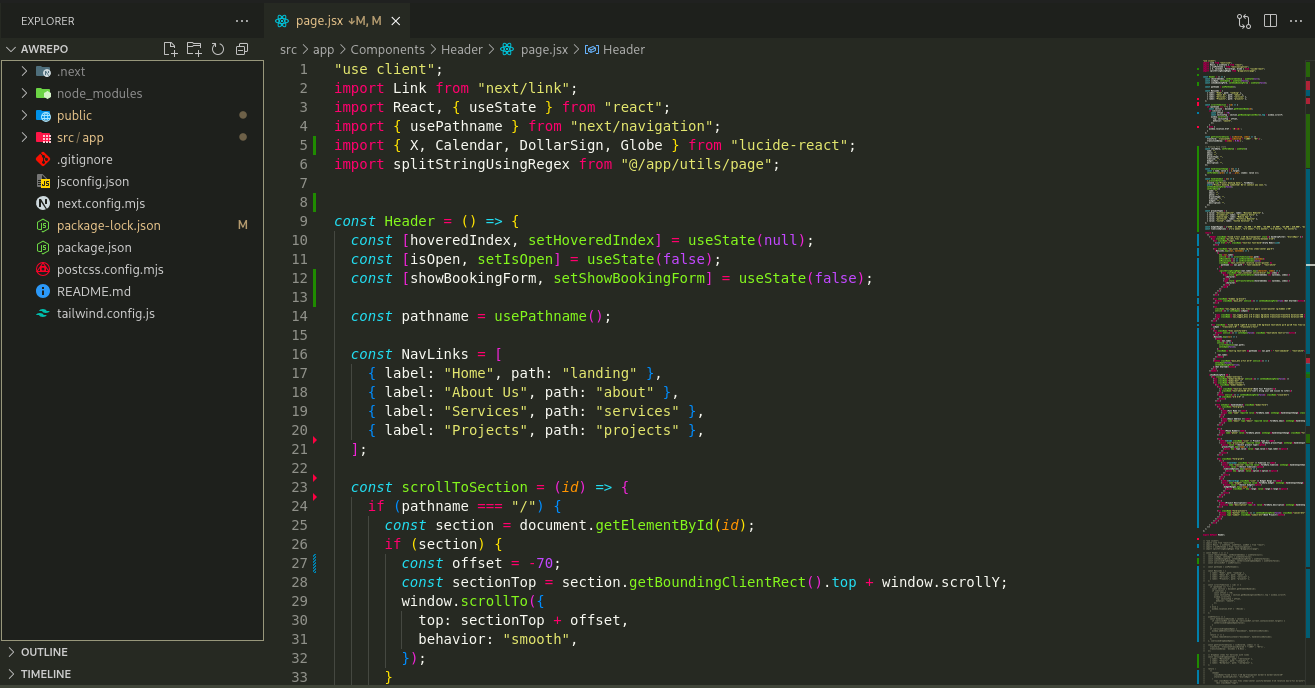 EXPLORER
page.jsx ↓M, M
AWREPO
src > app > Components > Header > page.jsx > Header
.next
node_modules
public
src/app
.gitignore
jsconfig.json
next.config.mjs
package-lock.json M
package.json
postcss.config.mjs
README.md
tailwind.config.js
OUTLINE
TIMELINE
1 "use client";
2 import Link from "next/link";
3 import React, { useState } from "react";
4 import { usePathname } from "next/navigation";
5 import { X, Calendar, DollarSign, Globe } from "lucide-react";
6 import splitStringUsingRegex from "@/app/utils/page";
7
8
9 const Header = () => {
10   const [hoveredIndex, setHoveredIndex] = useState(null);
11   const [isOpen, setIsOpen] = useState(false);
12   const [showBookingForm, setShowBookingForm] = useState(false);
13
14   const pathname = usePathname();
15
16   const NavLinks = [
17     { label: "Home", path: "landing" },
18     { label: "About Us", path: "about" },
19     { label: "Services", path: "services" },
20     { label: "Projects", path: "projects" },
21   ];
22
23   const scrollToSection = (id) => {
24     if (pathname === "/") {
25       const section = document.getElementById(id);
26       if (section) {
27         const offset = -70;
28         const sectionTop = section.getBoundingClientRect().top + window.scrollY;
29         window.scrollTo({
30           top: sectionTop + offset,
31           behavior: "smooth",
32         });
33       }